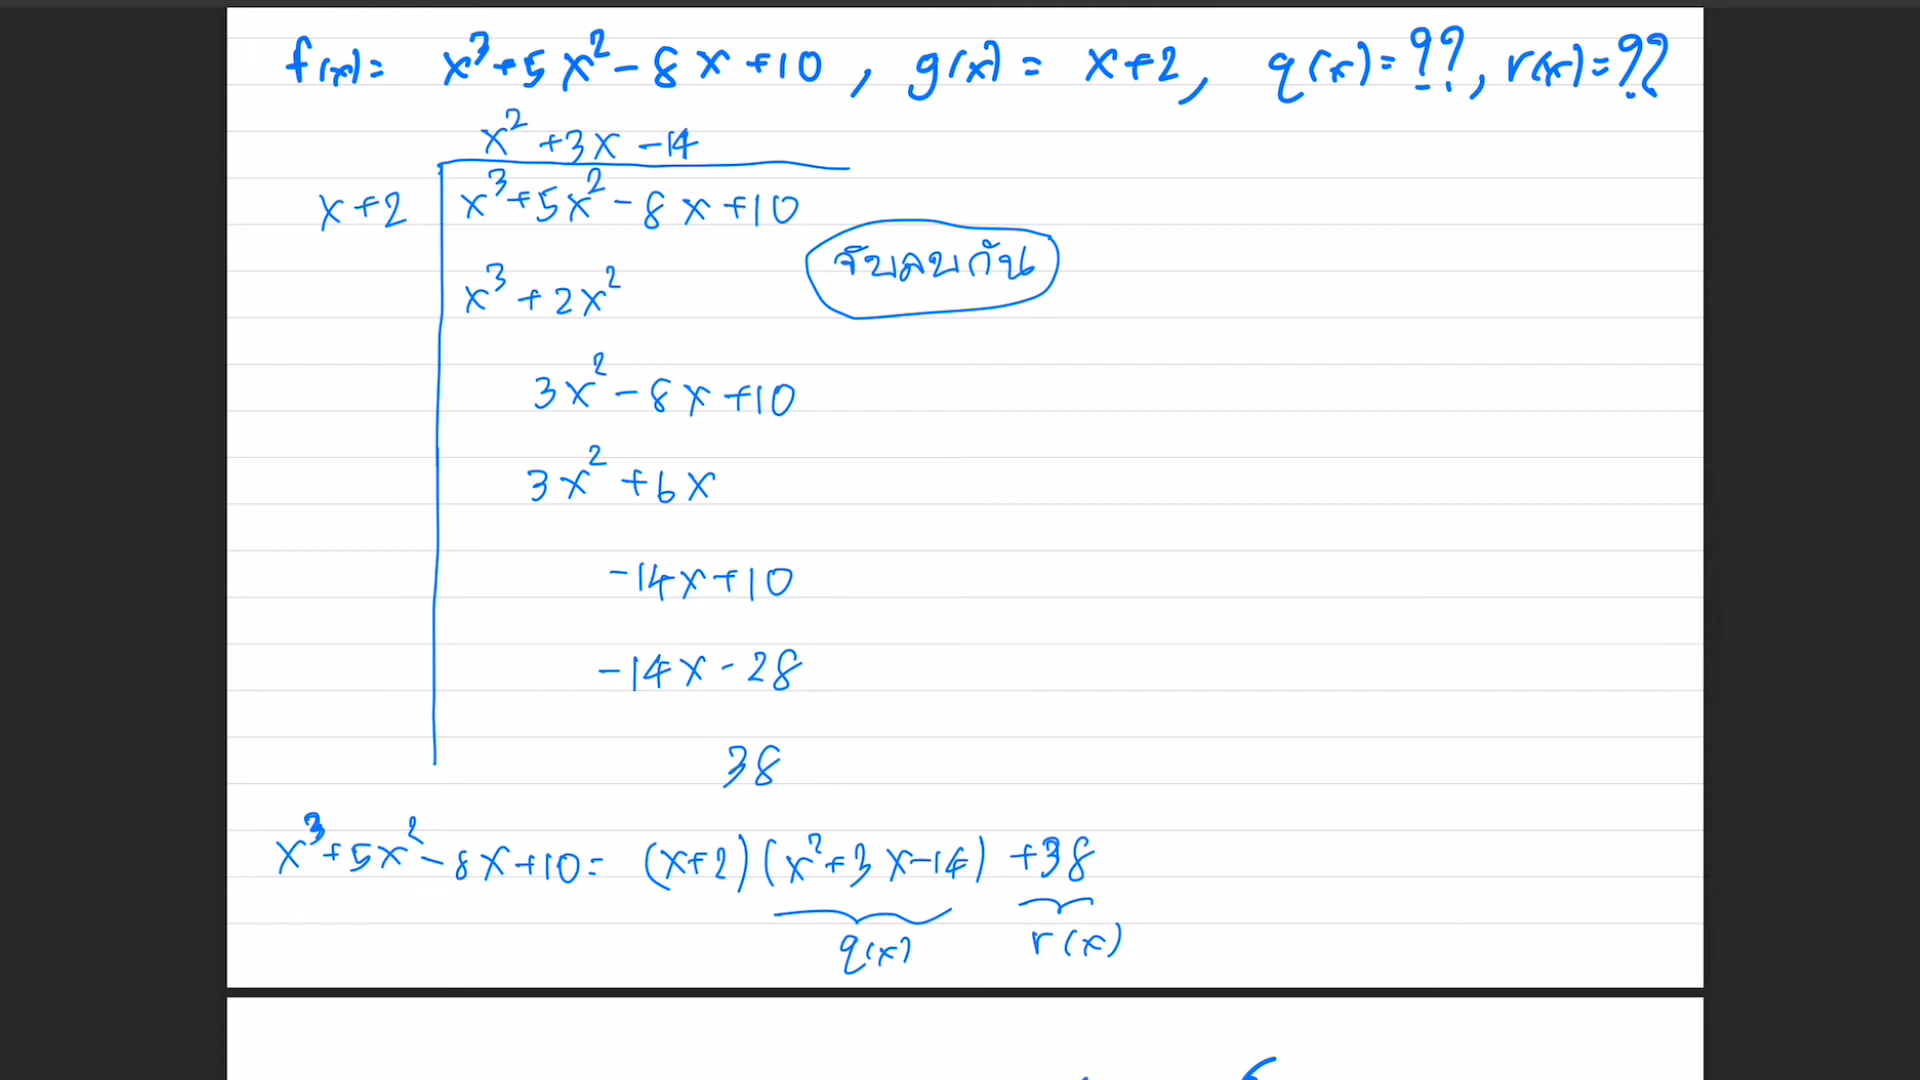 f(x)= x³+5x²-8x+10 , g(x) = x+2, q(x)=??, r(x)=??
x²+3x-14
x+2 x³+5x²-8x+10
จับลบกัน
x³+2x²
3x²-8x+10
3x²+6x
-14x+10
-14x-28
38
x³+5x²-8x+10= (x+2)(x²+3x-14) +38
q(x) r(x)